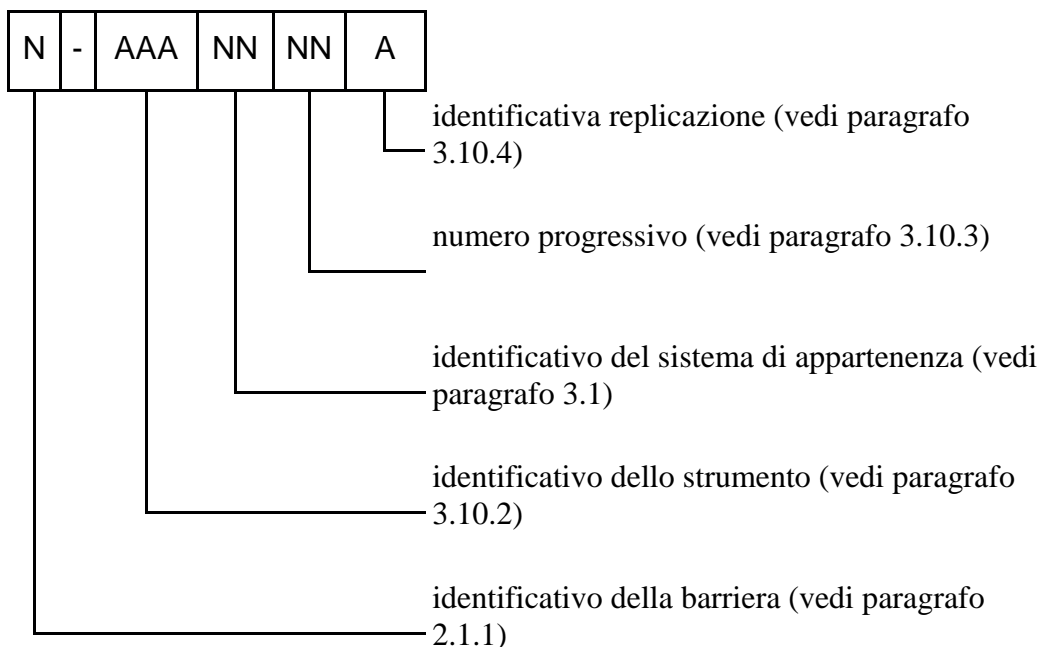 N - AAA NN NN A
identificativa replicazione (vedi paragrafo
3.10.4)
numero progressivo (vedi paragrafo 3.10.3)
identificativo del sistema di appartenenza (vedi
paragrafo 3.1)
identificativo dello strumento (vedi paragrafo
3.10.2)
identificativo della barriera (vedi paragrafo
2.1.1)